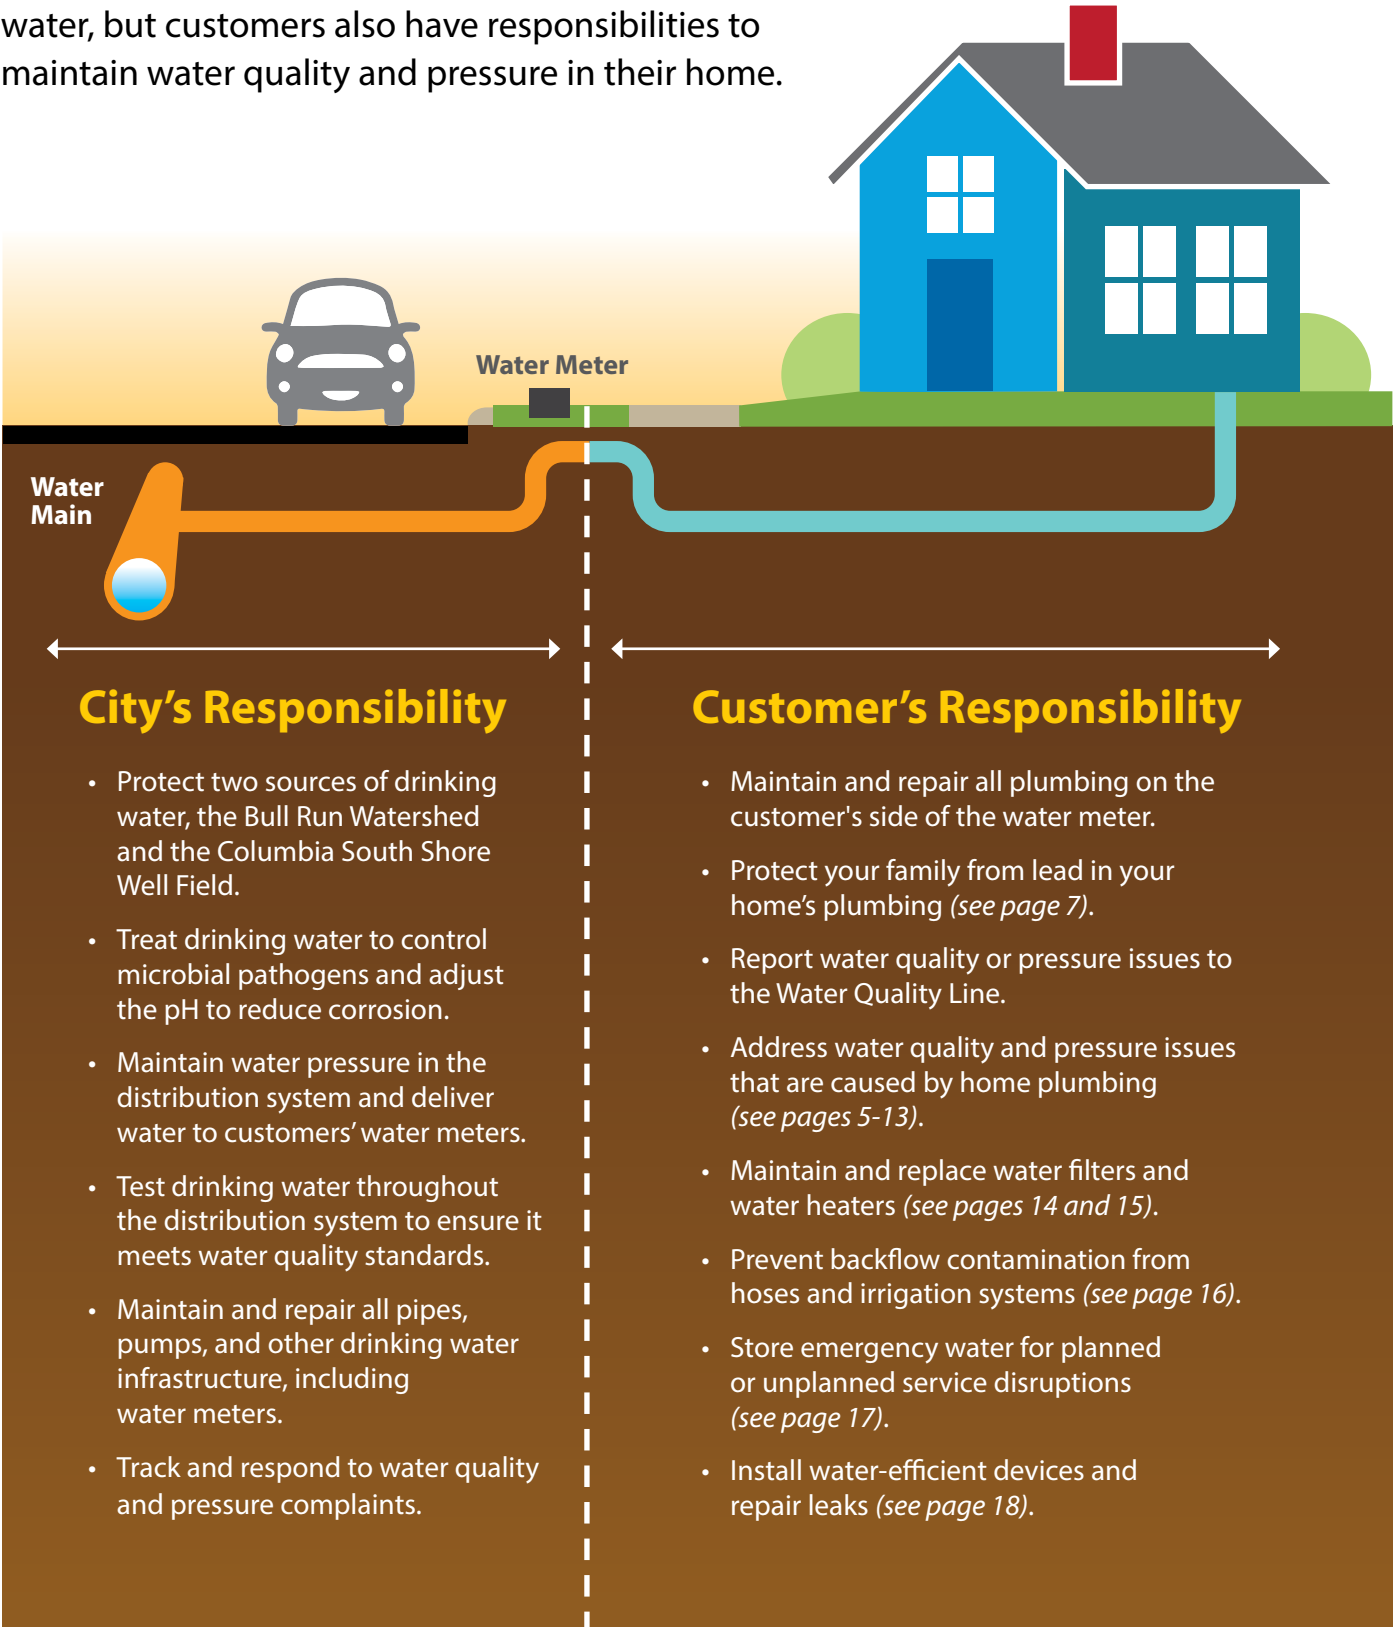 water, but customers also have responsibilities to
maintain water quality and pressure in their home.
Water Meter
Water
Main
City’s Responsibility
• Protect two sources of drinking
water, the Bull Run Watershed
and the Columbia South Shore
Well Field.
• Treat drinking water to control
microbial pathogens and adjust
the pH to reduce corrosion.
• Maintain water pressure in the
distribution system and deliver
water to customers’ water meters.
• Test drinking water throughout
the distribution system to ensure it
meets water quality standards.
• Maintain and repair all pipes,
pumps, and other drinking water
infrastructure, including
water meters.
• Track and respond to water quality
and pressure complaints.
Customer’s Responsibility
• Maintain and repair all plumbing on the
customer's side of the water meter.
• Protect your family from lead in your
home’s plumbing (see page 7).
• Report water quality or pressure issues to
the Water Quality Line.
• Address water quality and pressure issues
that are caused by home plumbing
(see pages 5-13).
• Maintain and replace water filters and
water heaters (see pages 14 and 15).
• Prevent backflow contamination from
hoses and irrigation systems (see page 16).
• Store emergency water for planned
or unplanned service disruptions
(see page 17).
• Install water-efficient devices and
repair leaks (see page 18).